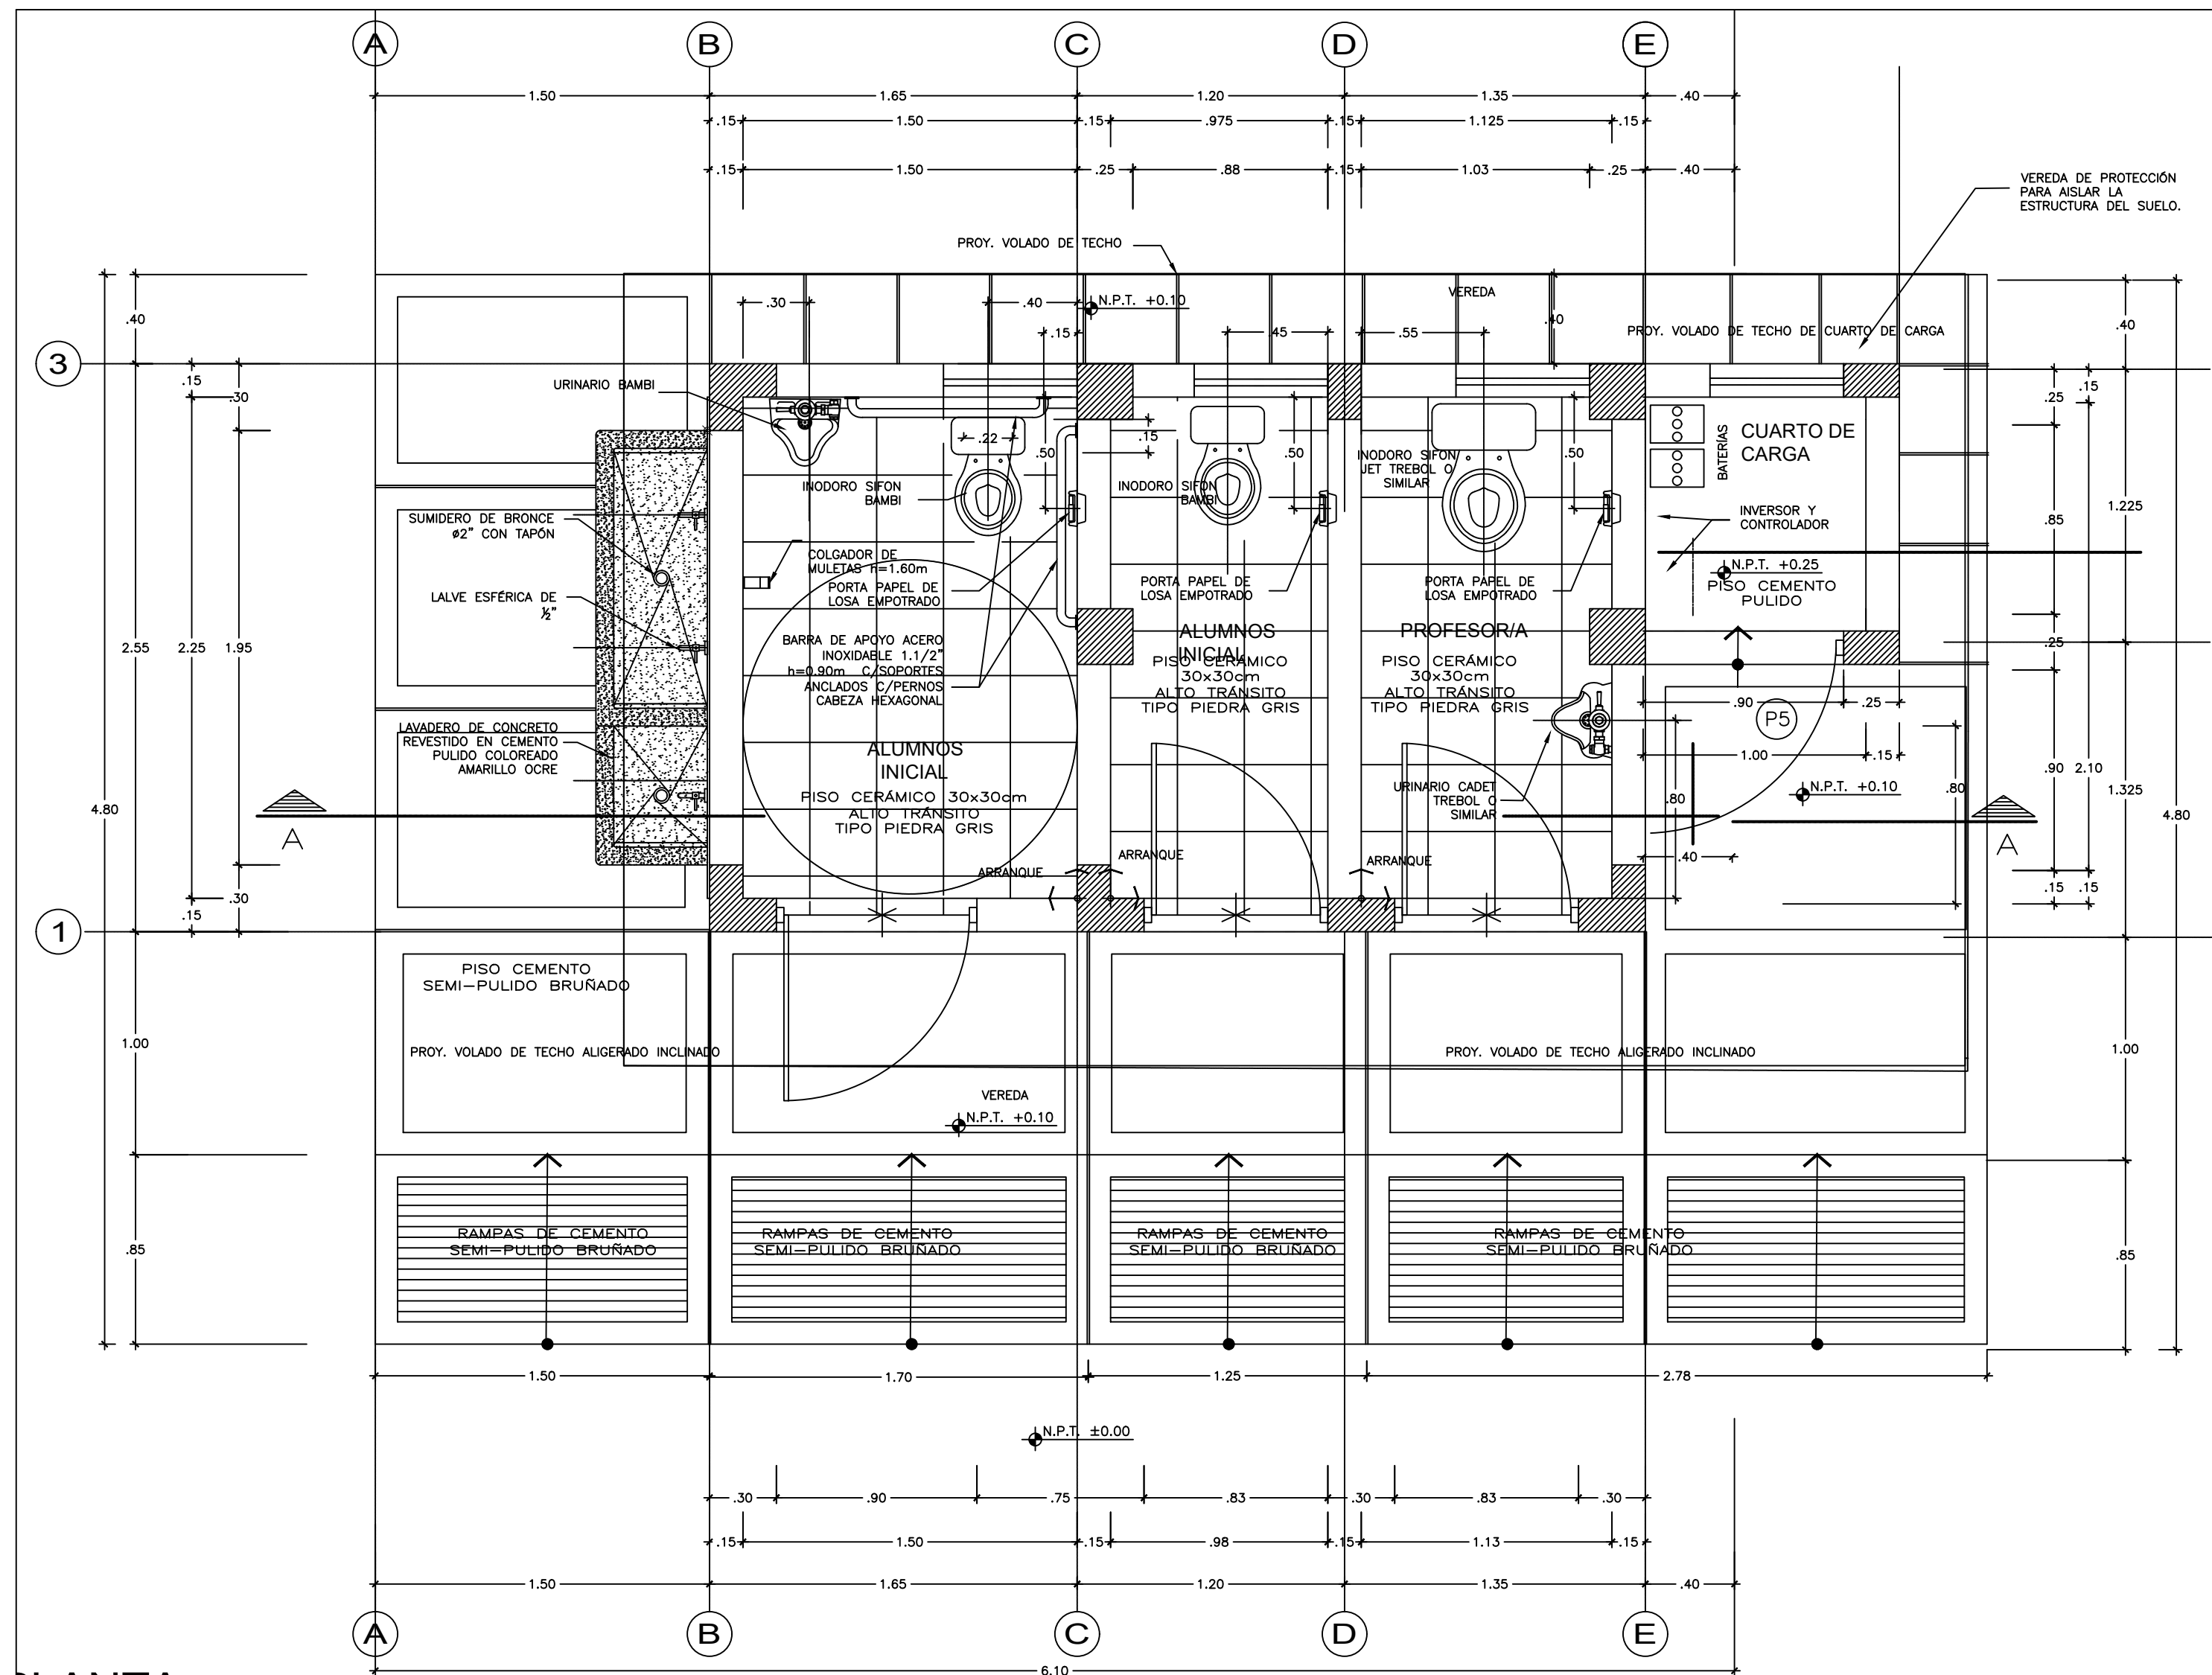 A B C D E
1.50 1.65 1.20 1.35 .40
.15 1.50 .15 .975 .15 1.125 .15
.15 1.50 .25 .88 .15 1.03 .25 .40
VEREDA DE PROTECCIÓN
PARA AISLAR LA
ESTRUCTURA DEL SUELO.
PROY. VOLADO DE TECHO
.30 .40 N.P.T. +0.10
VEREDA
.40 .15 .45 .55 .40
PROY. VOLADO DE TECHO DE CUARTO DE CARGA
.40
3
.15 .30
URINARIO BAMBI
.15
.25
.22 .15
.50 .50 .50
INODORO SIFON
BAMBI
INODORO SIFON
BAMBI
INODORO SIFON
JET TREBOL O
SIMILAR
BATERÍAS
CUARTO DE
CARGA
SUMIDERO DE BRONCE
ø2" CON TAPÓN
INVERSOR Y
CONTROLADOR
.85 1.225
COLGADOR DE
MULETAS h=1.60m
PORTA PAPEL DE
LOSA EMPOTRADO
PORTA PAPEL DE
LOSA EMPOTRADO
PORTA PAPEL DE
LOSA EMPOTRADO
N.P.T. +0.25
PISO CEMENTO
PULIDO
LALVE ESFÉRICA DE
½"
2.55 2.25 1.95
BARRA DE APOYO ACERO
INOXIDABLE 1.1/2"
h=0.90m C/SOPORTES
ANCLADOS C/PERNOS
CABEZA HEXAGONAL
ALUMNOS
INICIAL
PISO CERÁMICO
30x30cm
ALTO TRÁNSITO
TIPO PIEDRA GRIS
PROFESOR/A
PISO CERÁMICO
30x30cm
ALTO TRÁNSITO
TIPO PIEDRA GRIS
.25
.90 .25
P5
1.00 .15
LAVADERO DE CONCRETO
REVESTIDO EN CEMENTO
PULIDO COLOREADO
AMARILLO OCRE
ALUMNOS
INICIAL
PISO CERÁMICO 30x30cm
ALTO TRÁNSITO
TIPO PIEDRA GRIS
URINARIO CADET
TREBOL O
SIMILAR
.80
N.P.T. +0.10
.80
.90 2.10 1.325
4.80 4.80
A A
ARRANQUE
ARRANQUE
ARRANQUE
.40
.30
.15
.15 .15
1
PISO CEMENTO
SEMI-PULIDO BRUÑADO
1.00 1.00
PROY. VOLADO DE TECHO ALIGERADO INCLINADO
PROY. VOLADO DE TECHO ALIGERADO INCLINADO
VEREDA
N.P.T. +0.10
RAMPAS DE CEMENTO
SEMI-PULIDO BRUÑADO
RAMPAS DE CEMENTO
SEMI-PULIDO BRUÑADO
RAMPAS DE CEMENTO
SEMI-PULIDO BRUÑADO
RAMPAS DE CEMENTO
SEMI-PULIDO BRUÑADO
.85 .85
1.50 1.70 1.25 2.78
N.P.T. ±0.00
.30 .90 .75 .83 .30 .83 .30
.15 1.50 .15 .98 .15 1.13 .15
1.50 1.65 1.20 1.35 .40
A B C D E
6.10